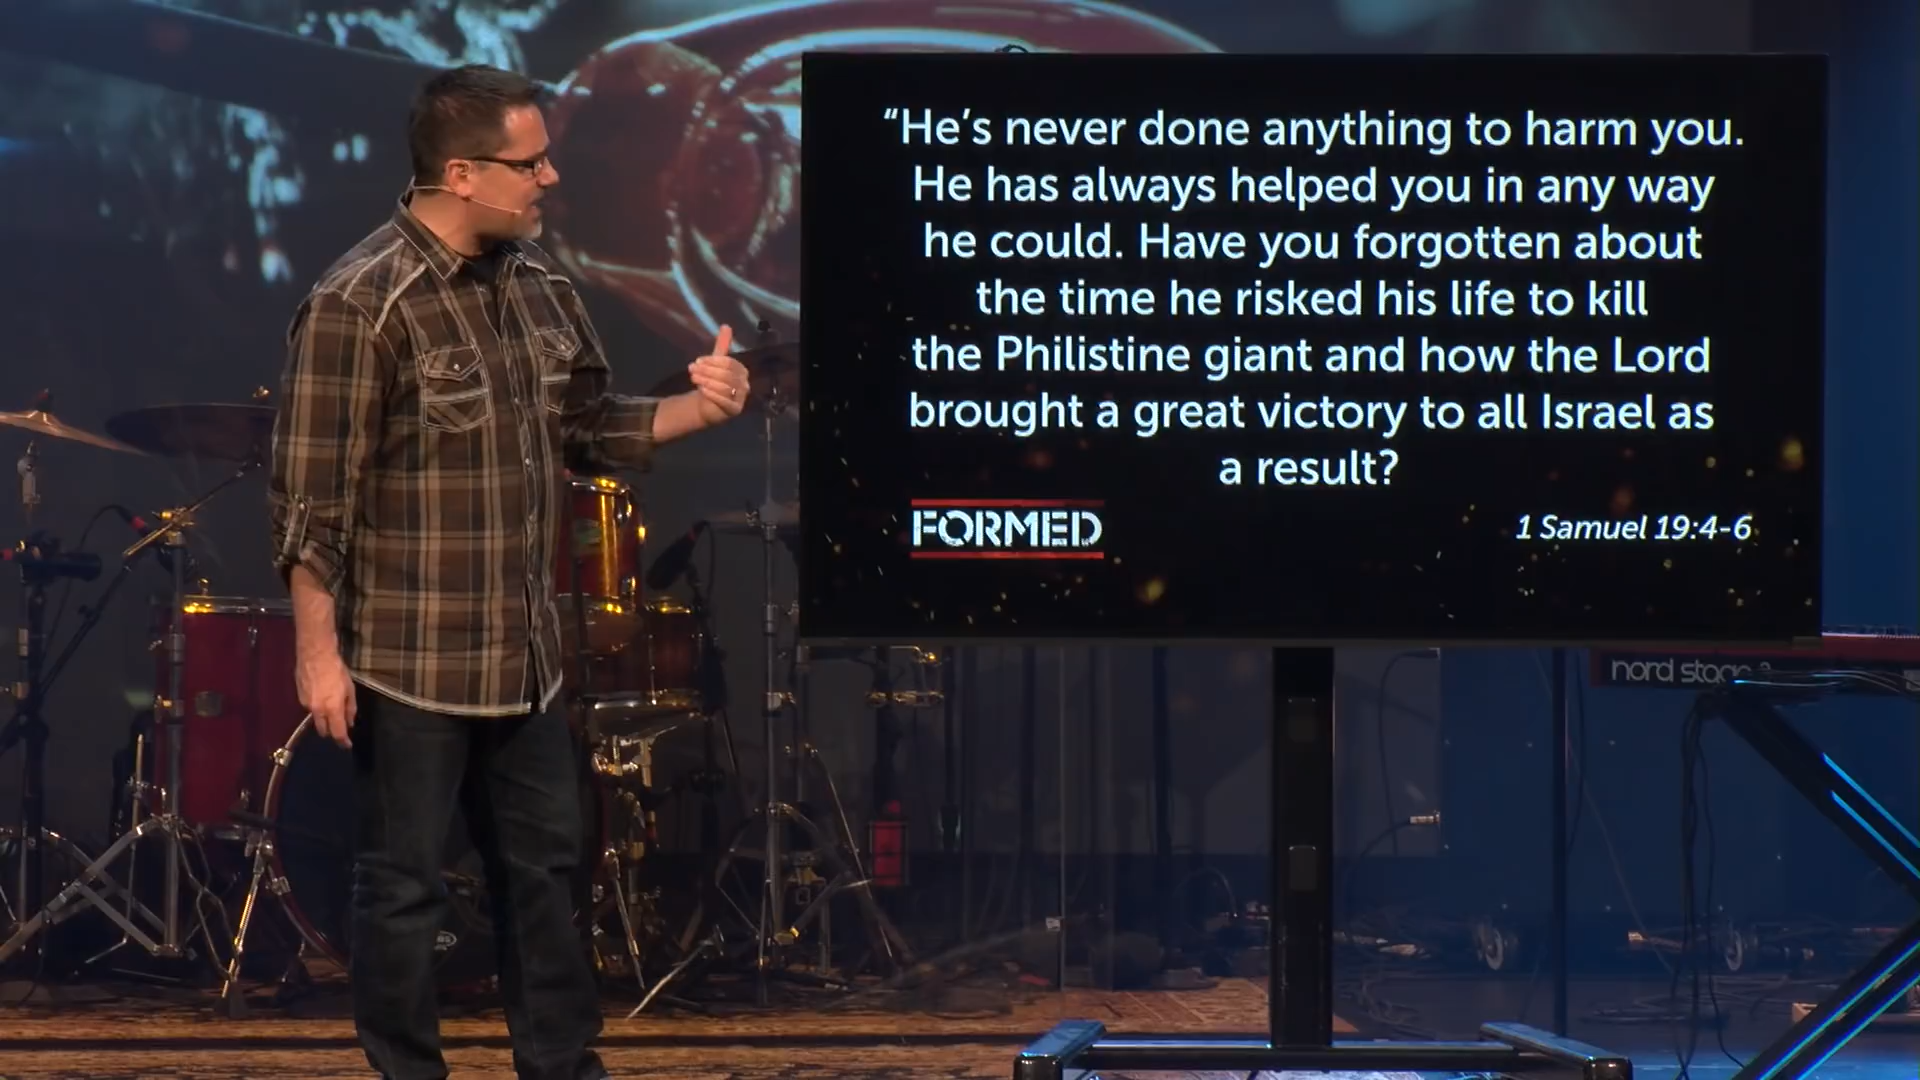 “He’s never done anything to harm you.
He has always helped you in any way
he could. Have you forgotten about
the time he risked his life to kill
the Philistine giant and how the Lord
brought a great victory to all Israel as
a result?
FORMED
1 Samuel 19:4-6
nord stage